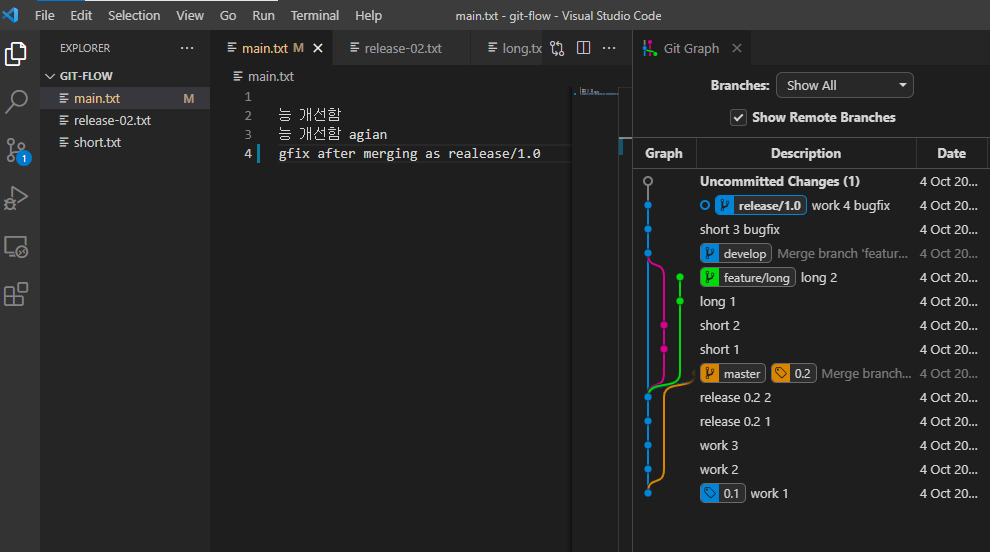 File Edit Selection View Go Run Terminal Help main.txt - git-flow - Visual Studio Code
EXPLORER ...
GIT-FLOW
main.txt M
release-02.txt
short.txt
1
main.txt M release-02.txt long.tx ...
main.txt
1
2 능 개선함
3 능 개선함 agian
4 gfix after merging as realease/1.0
Git Graph
Branches: Show All
Show Remote Branches
Graph Description Date
Uncommitted Changes (1) 4 Oct 20...
release/1.0 work 4 bugfix 4 Oct 20...
short 3 bugfix 4 Oct 20...
develop Merge branch 'featur... 4 Oct 20...
feature/long long 2 4 Oct 20...
long 1 4 Oct 20...
short 2 4 Oct 20...
short 1 4 Oct 20...
master 0.2 Merge branch... 4 Oct 20...
release 0.2 2 4 Oct 20...
release 0.2 1 4 Oct 20...
work 3 4 Oct 20...
work 2 4 Oct 20...
0.1 work 1 4 Oct 20...